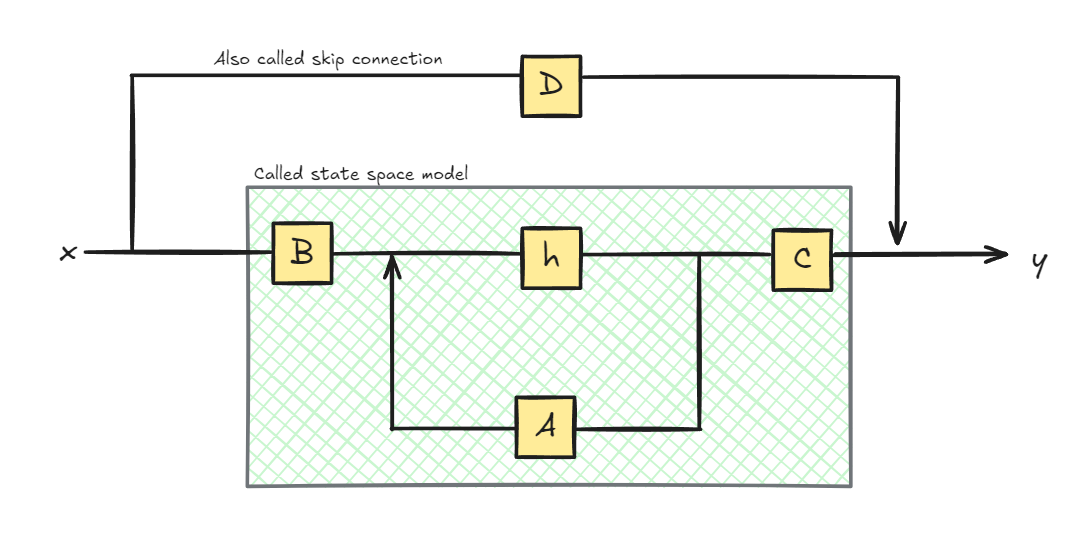 Also called skip connection
D
Called state space model
x
B
h
C
y
A